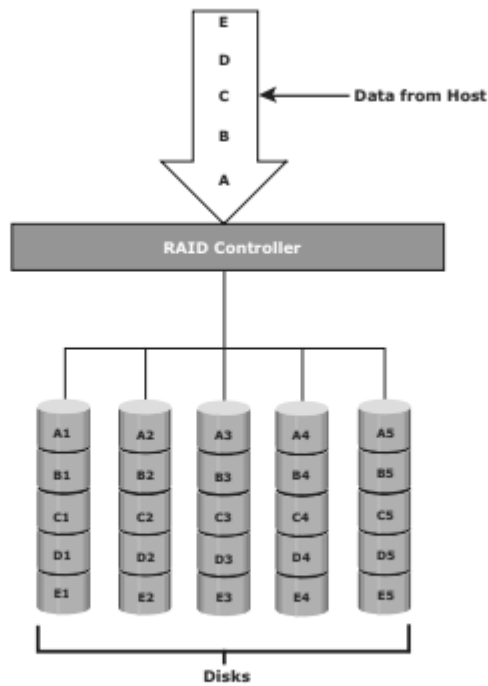 E
D
C
Data from Host
B
A
RAID Controller
A1 A2 A3 A4 A5
B1 B2 B3 B4 B5
C1 C2 C3 C4 C5
D1 D2 D3 D4 D5
E1 E2 E3 E4 E5
Disks